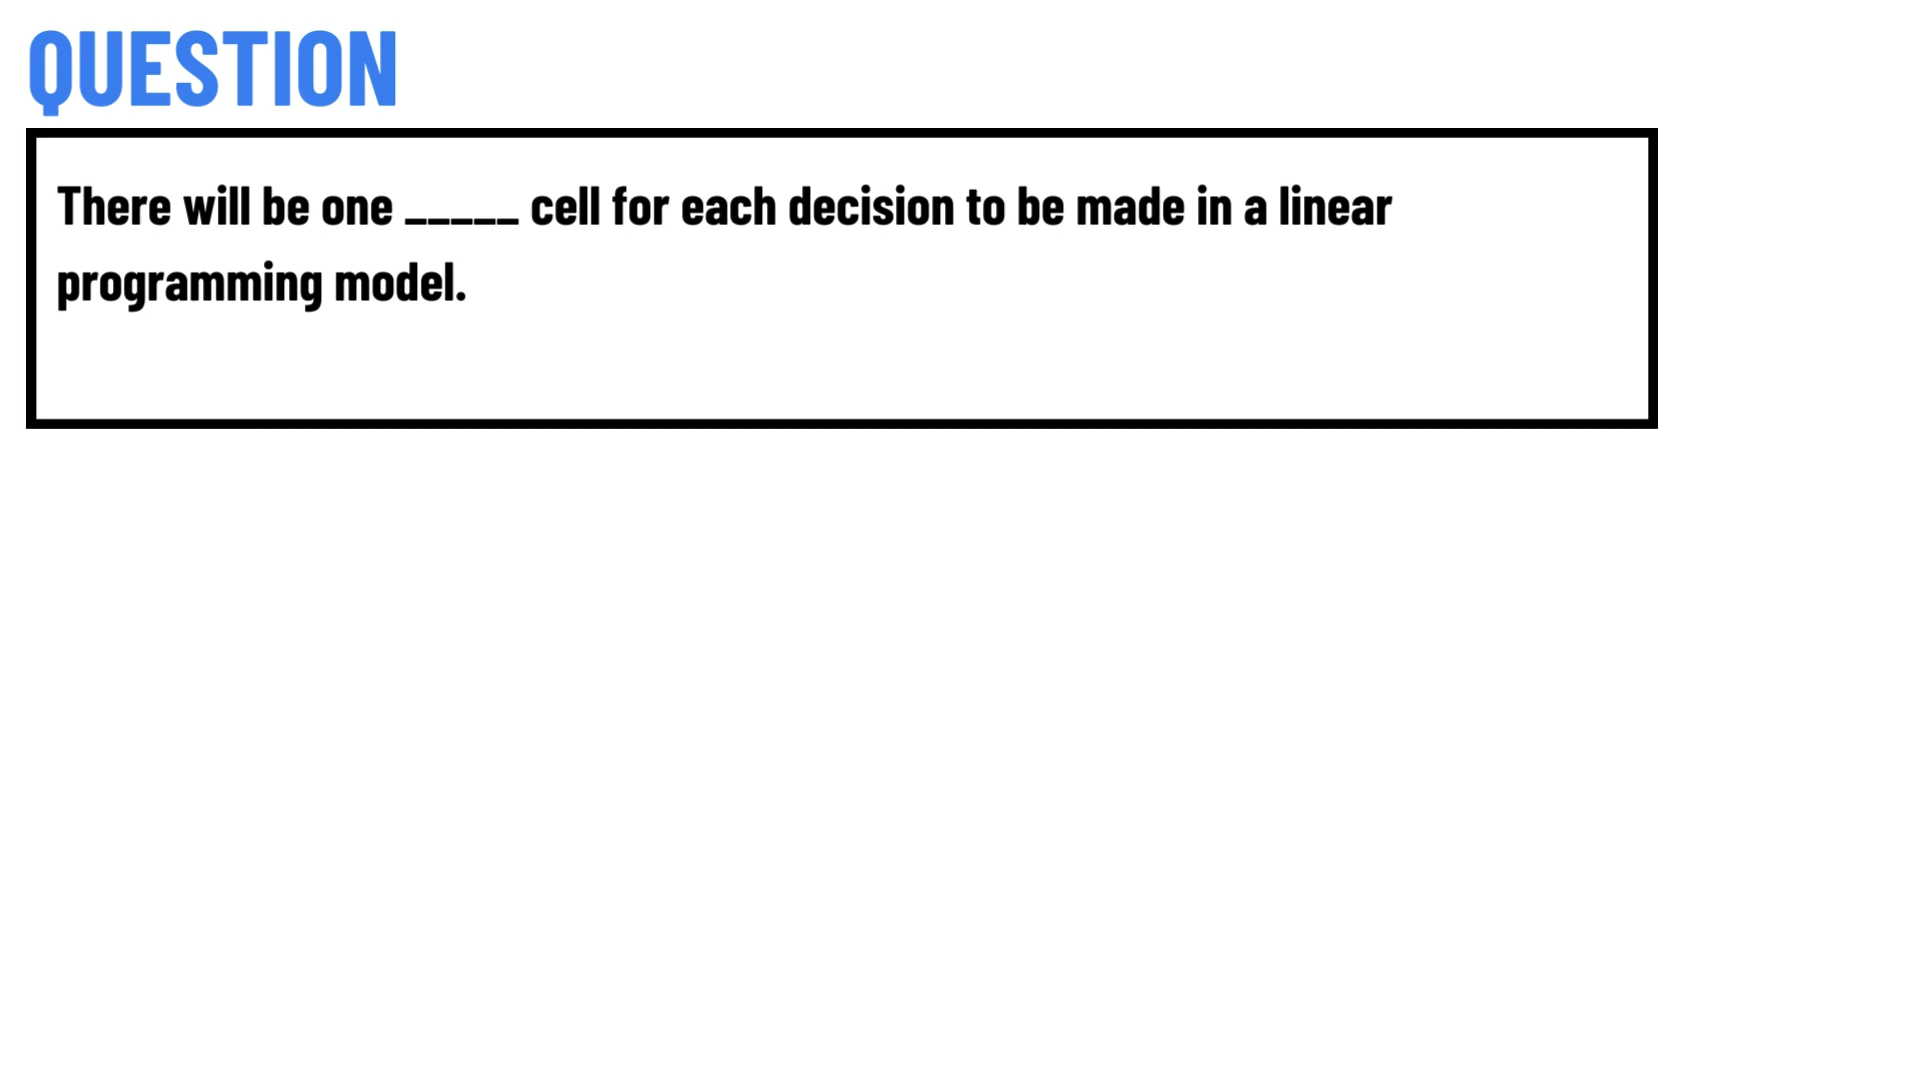 QUESTION
There will be one _____ cell for each decision to be made in a linear
programming model.